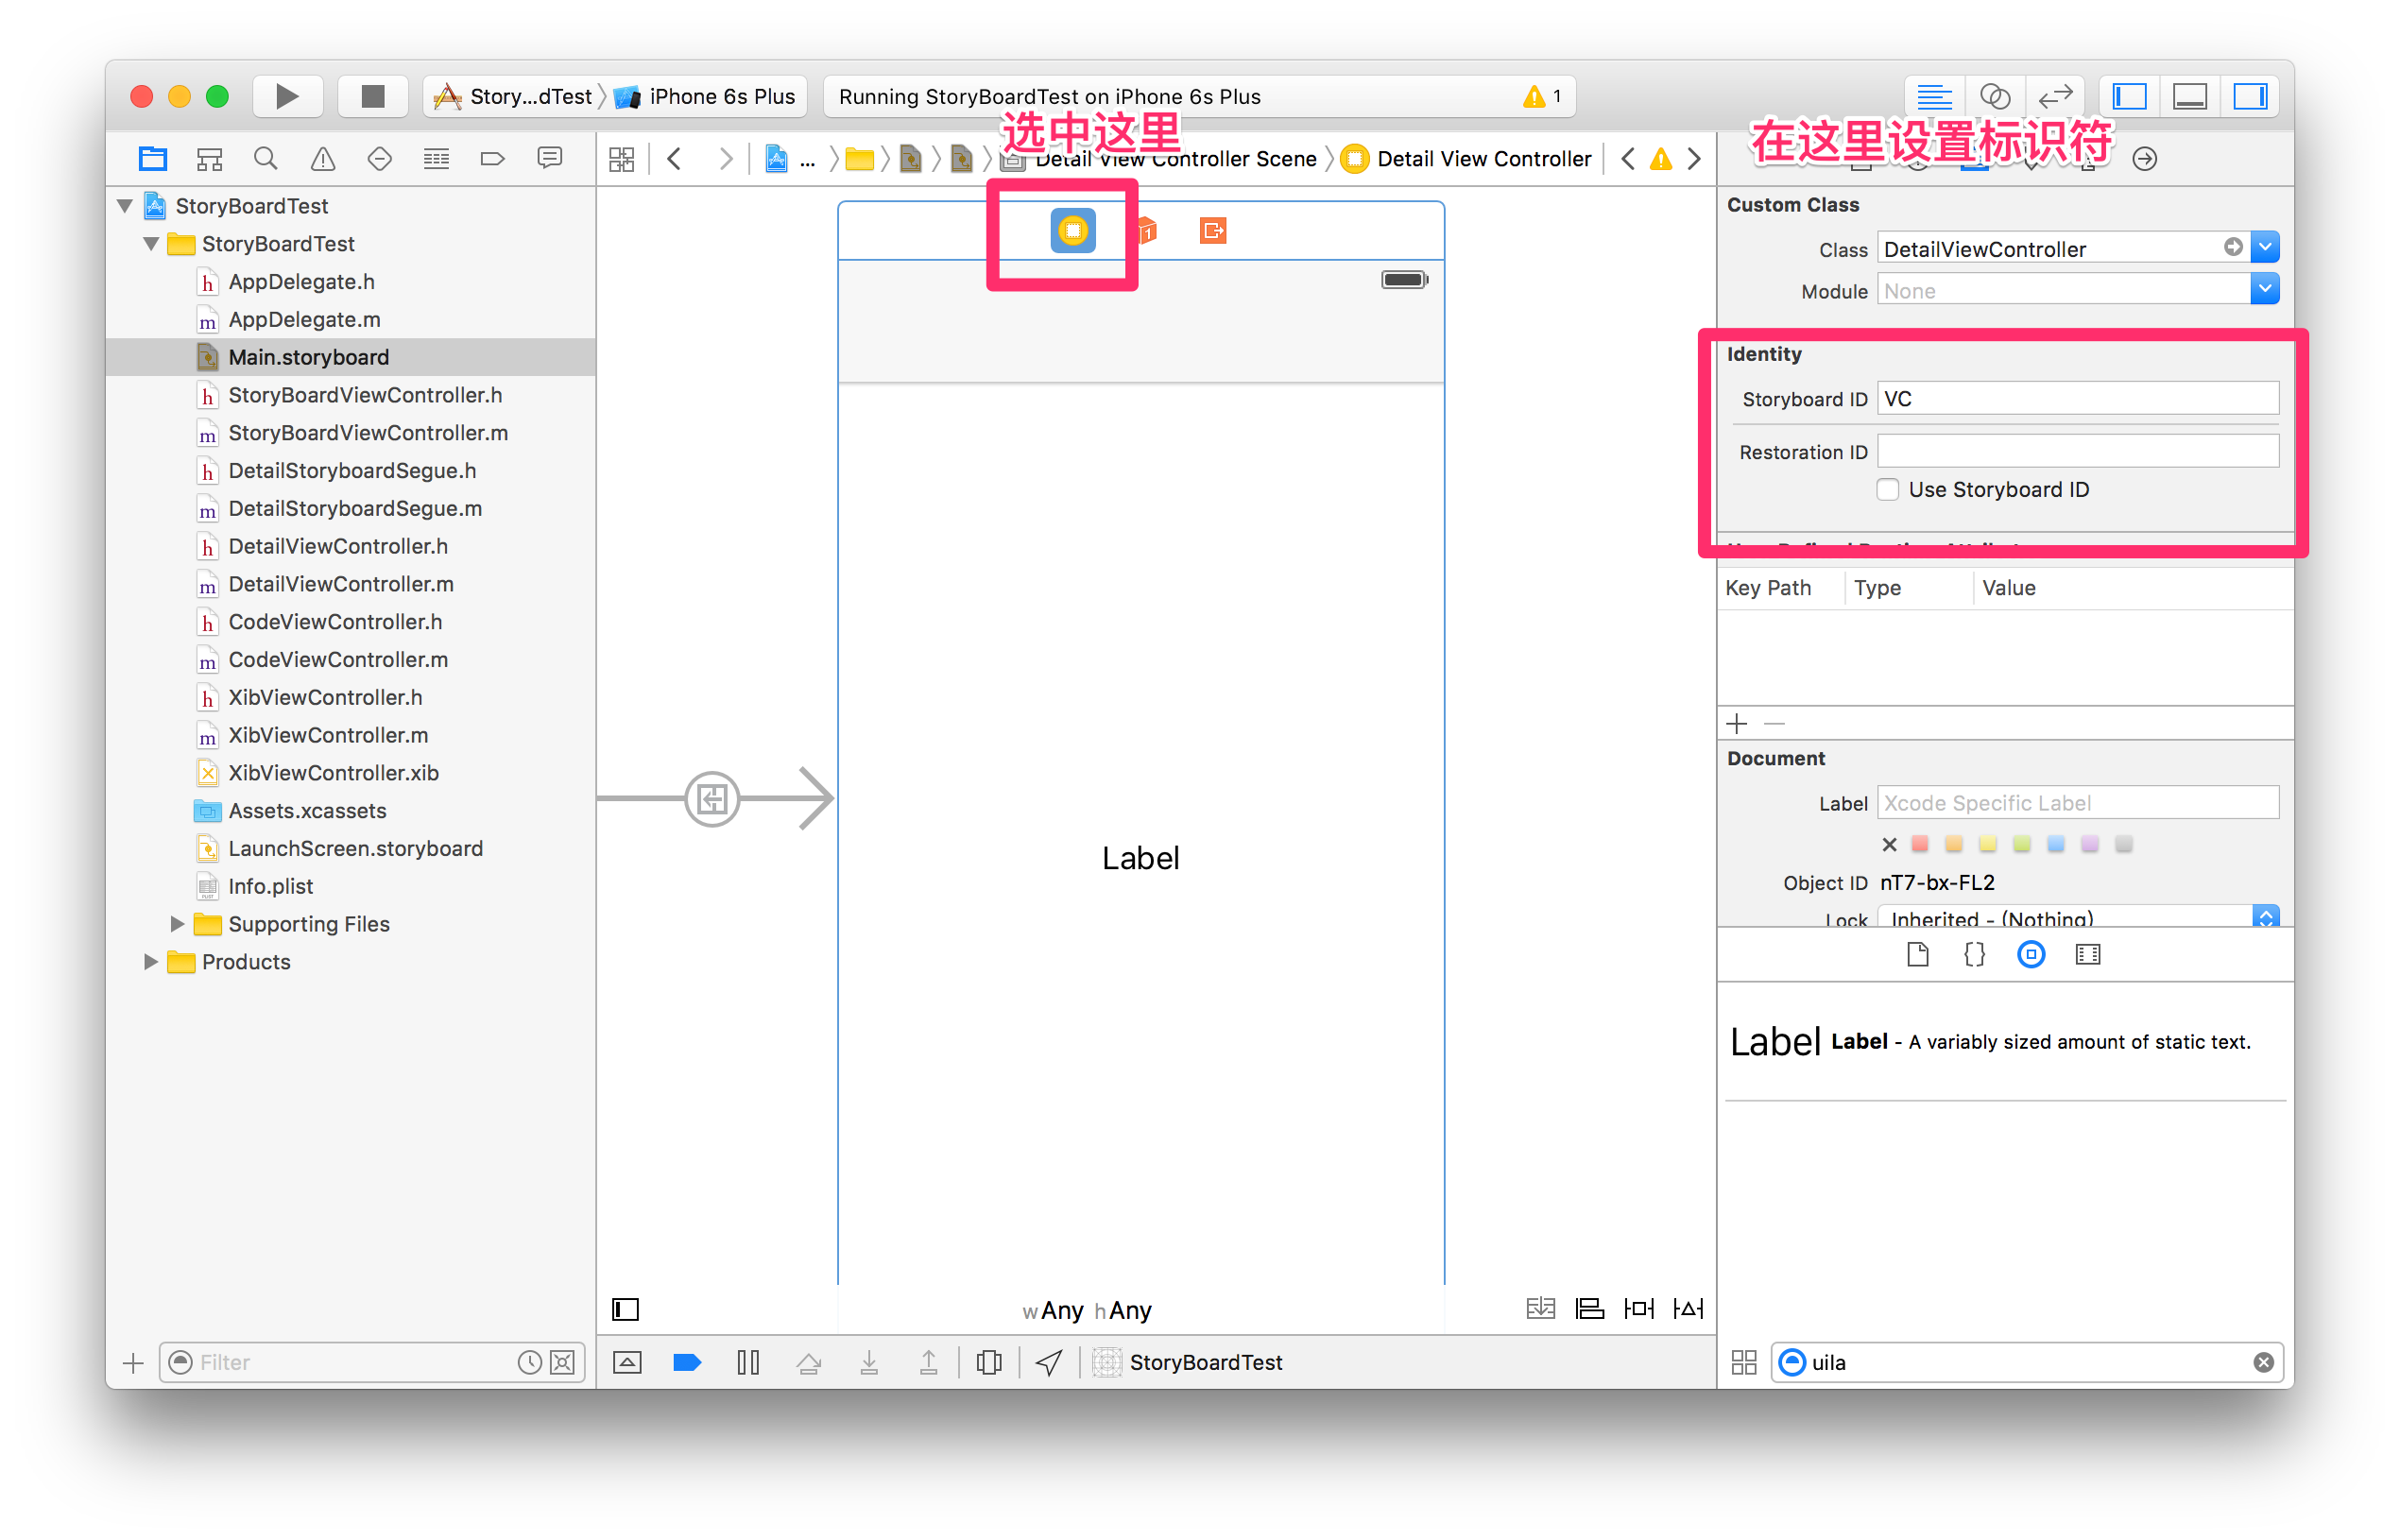 Story...dTest
iPhone 6s Plus
Running StoryBoardTest on iPhone 6s Plus
1
选中这里
在这里设置标识符
...
Detail View Controller Scene
Detail View Controller
StoryBoardTest
StoryBoardTest
h AppDelegate.h
m AppDelegate.m
Main.storyboard
h StoryBoardViewController.h
m StoryBoardViewController.m
h DetailStoryboardSegue.h
m DetailStoryboardSegue.m
h DetailViewController.h
m DetailViewController.m
h CodeViewController.h
m CodeViewController.m
h XibViewController.h
m XibViewController.m
XibViewController.xib
Assets.xcassets
LaunchScreen.storyboard
Info.plist
Supporting Files
Products
Filter
1
Label
wAny hAny
StoryBoardTest
Custom Class
Class DetailViewController
Module None
Identity
Storyboard ID VC
Restoration ID
Use Storyboard ID
Key Path Type Value
Document
Label Xcode Specific Label
Object ID nT7-bx-FL2
Lock Inherited - (Nothing)
{}
Label Label - A variably sized amount of static text.
uila